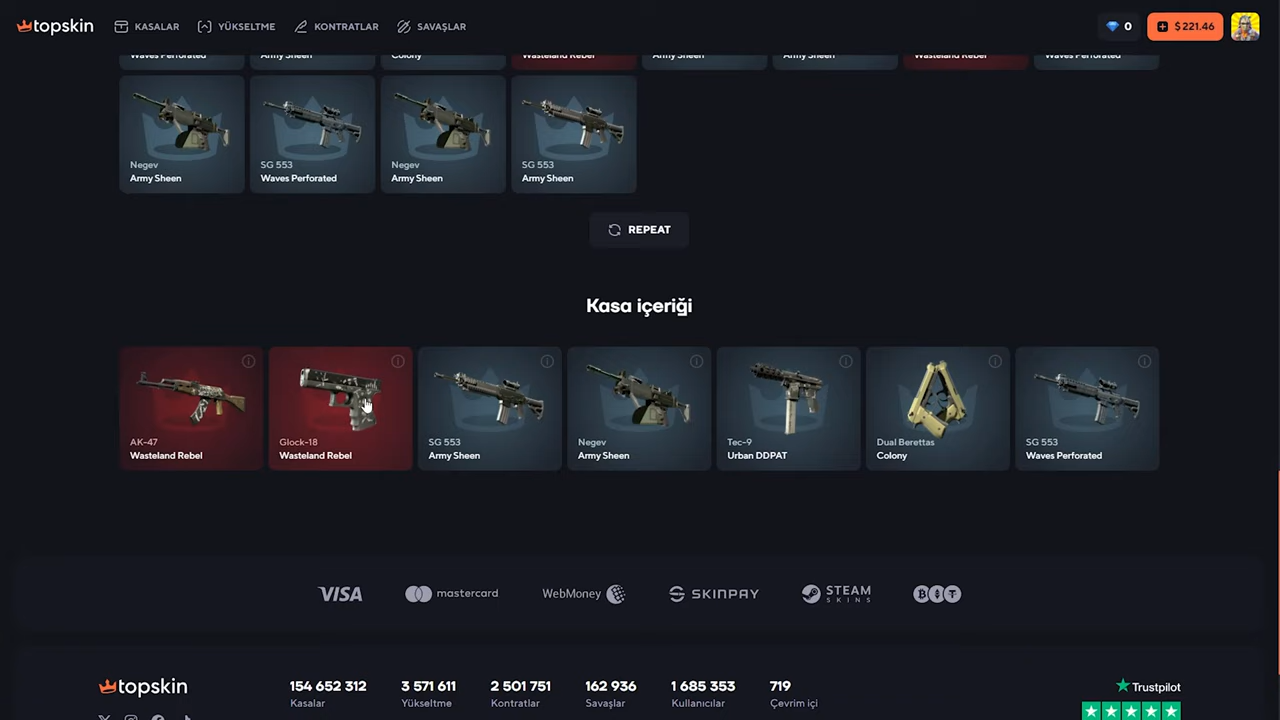 topskin
KASALAR
YÜKSELTME
KONTRATLAR
SAVAŞLAR
0
$ 221.46
Waves Perforated
Army Sheen
Colony
Wasteland Rebel
Army Sheen
Army Sheen
Wasteland Rebel
Waves Perforated
Negev
Army Sheen
SG 553
Waves Perforated
Negev
Army Sheen
SG 553
Army Sheen
REPEAT
Kasa içeriği
AK-47
Wasteland Rebel
Glock-18
Wasteland Rebel
SG 553
Army Sheen
Negev
Army Sheen
Tec-9
Urban DDPAT
Dual Berettas
Colony
SG 553
Waves Perforated
VISA
mastercard
WebMoney
SKINPAY
STEAM
SKINS
topskin
154 652 312
Kasalar
3 571 611
Yükseltme
2 501 751
Kontratlar
162 936
Savaşlar
1 685 353
Kullanıcılar
719
Çevrim içi
Trustpilot